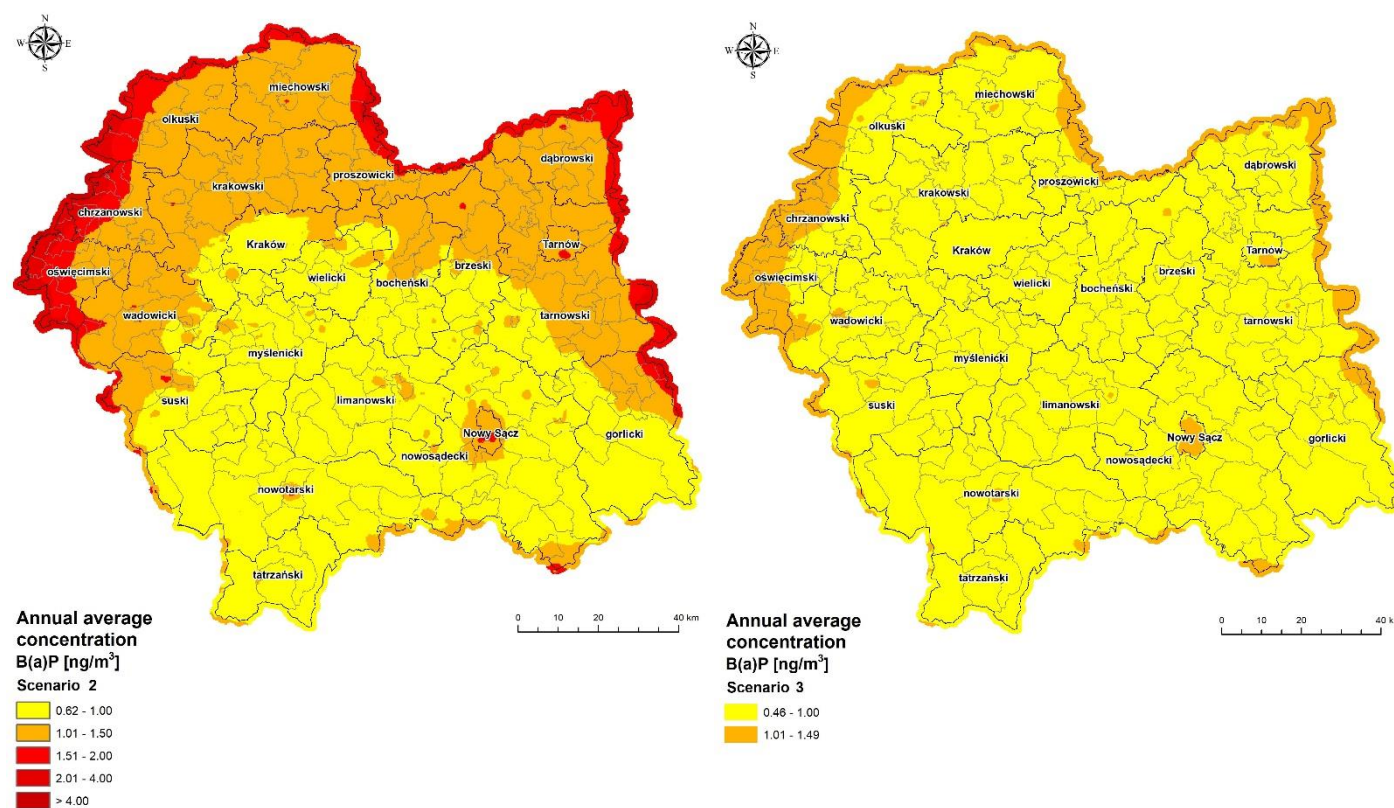 N
W E
S
miechowski
olkuski
dąbrowski
proszowicki
krakowski
chrzanowski
Kraków
Tarnów
oświęcimski
wielicki
brzeski
bocheński
wadowicki
tarnowski
myślenicki
suski
limanowski
Nowy Sącz
gorlicki
nowosądecki
nowotarski
tatrzański
Annual average
concentration
B(a)P [ng/m³]
Scenario 2
0.62 - 1.00
1.01 - 1.50
1.51 - 2.00
2.01 - 4.00
> 4.00
0 10 20 40 km
N
W E
S
miechowski
olkuski
dąbrowski
proszowicki
krakowski
chrzanowski
Kraków
Tarnów
oświęcimski
wielicki
brzeski
bocheński
wadowicki
tarnowski
myślenicki
suski
limanowski
Nowy Sącz
gorlicki
nowosądecki
nowotarski
tatrzański
Annual average
concentration
B(a)P [ng/m³]
Scenario 3
0.46 - 1.00
1.01 - 1.49
0 10 20 40 k